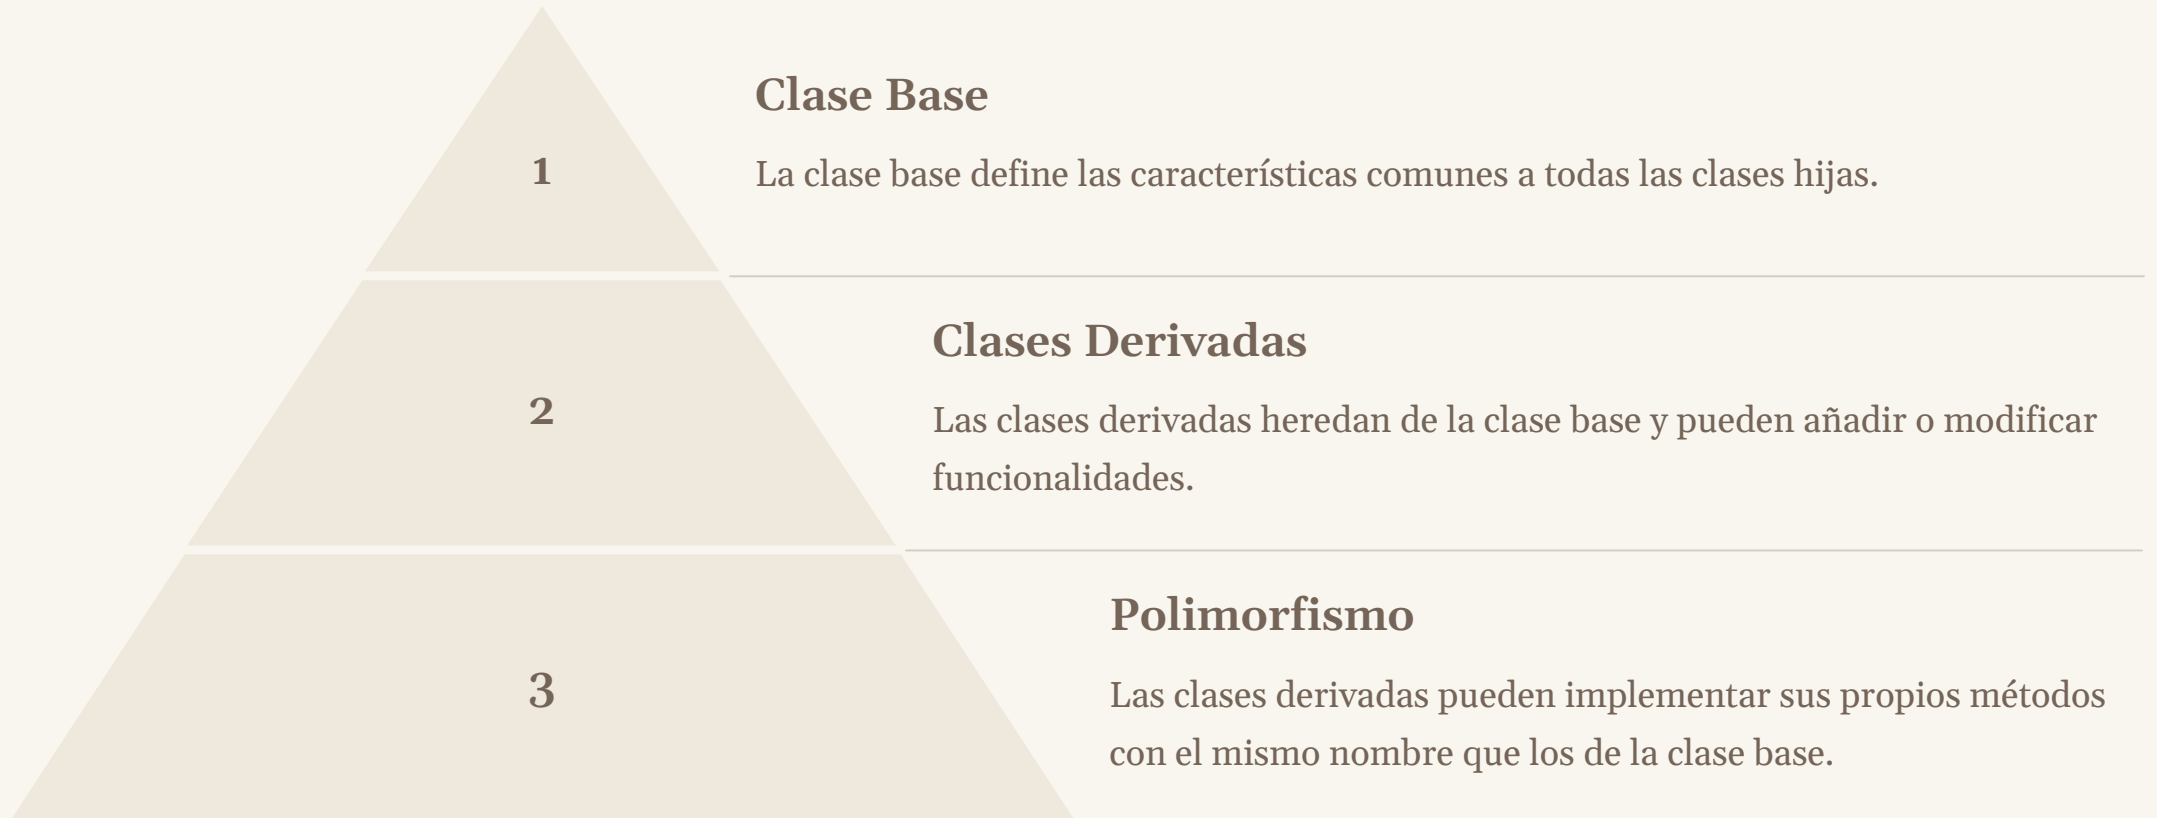 1
Clase Base
La clase base define las características comunes a todas las clases hijas.
2
Clases Derivadas
Las clases derivadas heredan de la clase base y pueden añadir o modificar
funcionalidades.
3
Polimorfismo
Las clases derivadas pueden implementar sus propios métodos
con el mismo nombre que los de la clase base.